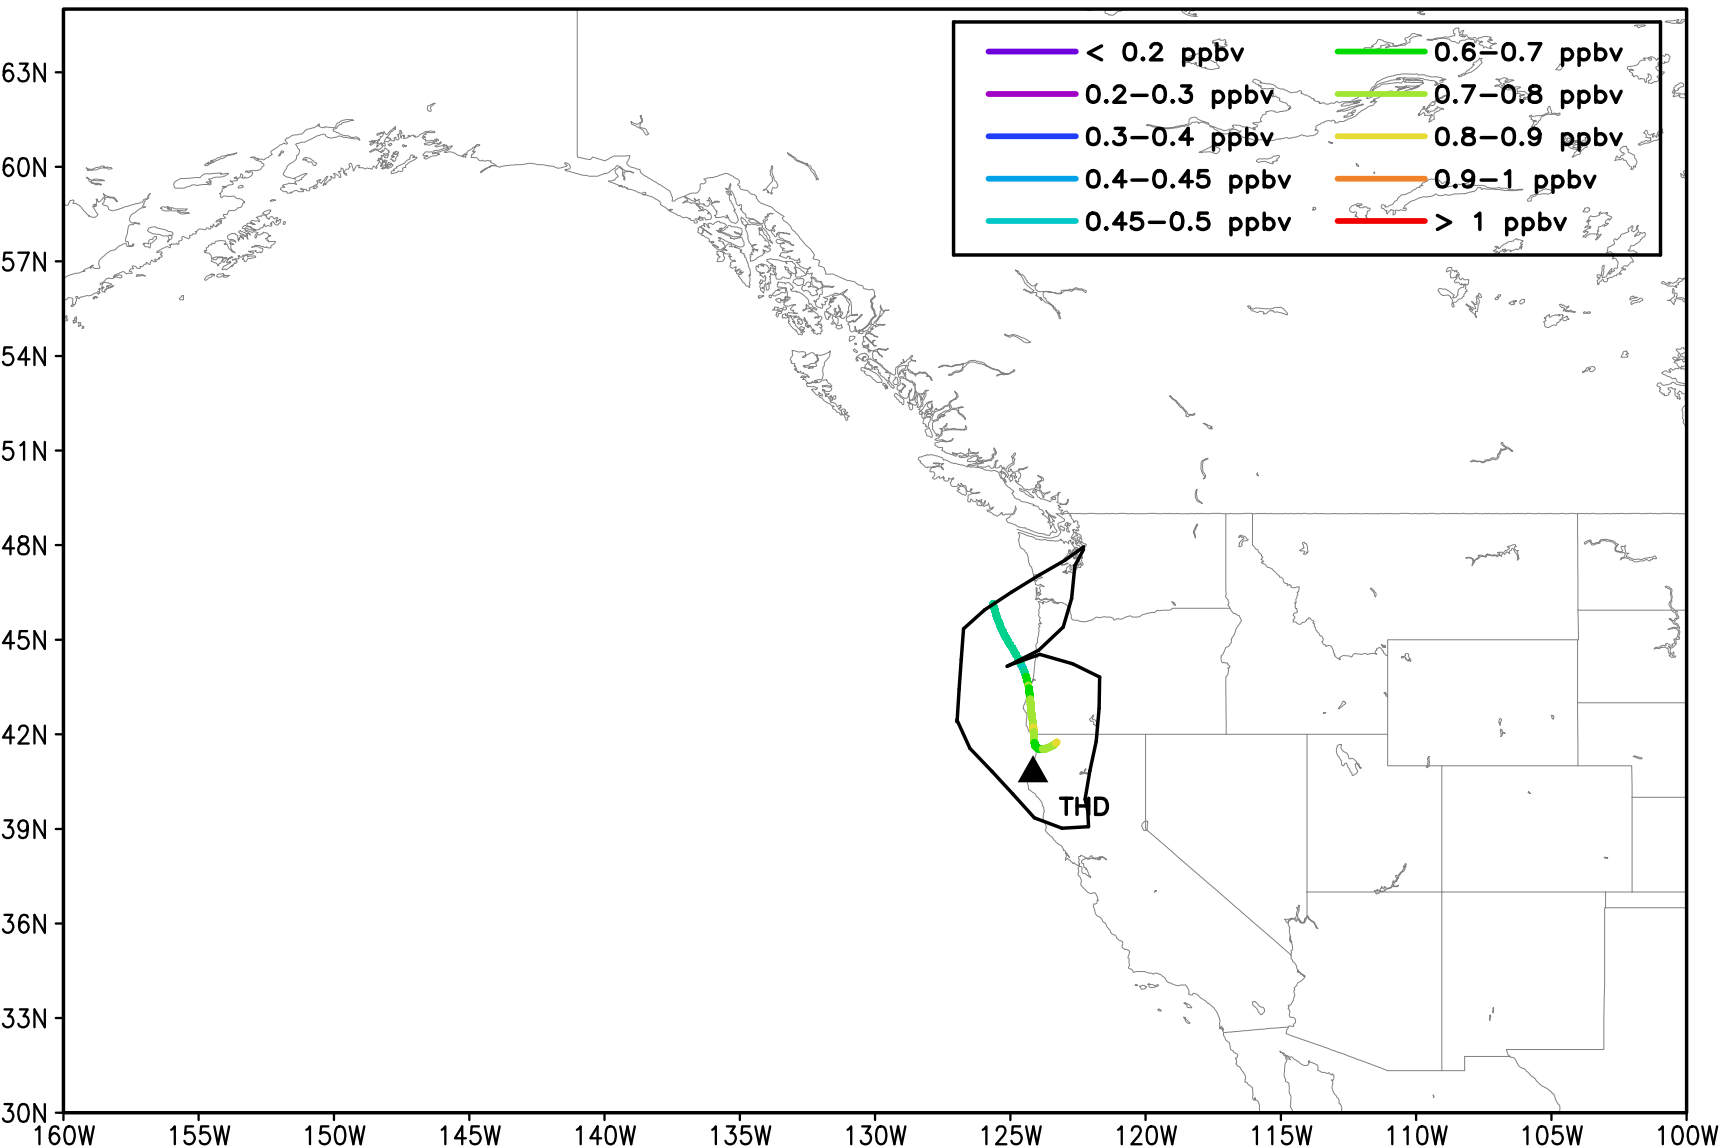 < 0.2 ppbv
0.2-0.3 ppbv
0.3-0.4 ppbv
0.4-0.45 ppbv
0.45-0.5 ppbv
0.6-0.7 ppbv
0.7-0.8 ppbv
0.8-0.9 ppbv
0.9-1 ppbv
> 1 ppbv
63N
60N
57N
54N
51N
48N
45N
42N
39N
36N
33N
30N
THD
160W 155W 150W 145W 140W 135W 130W 125W 120W 115W 110W 105W 100W